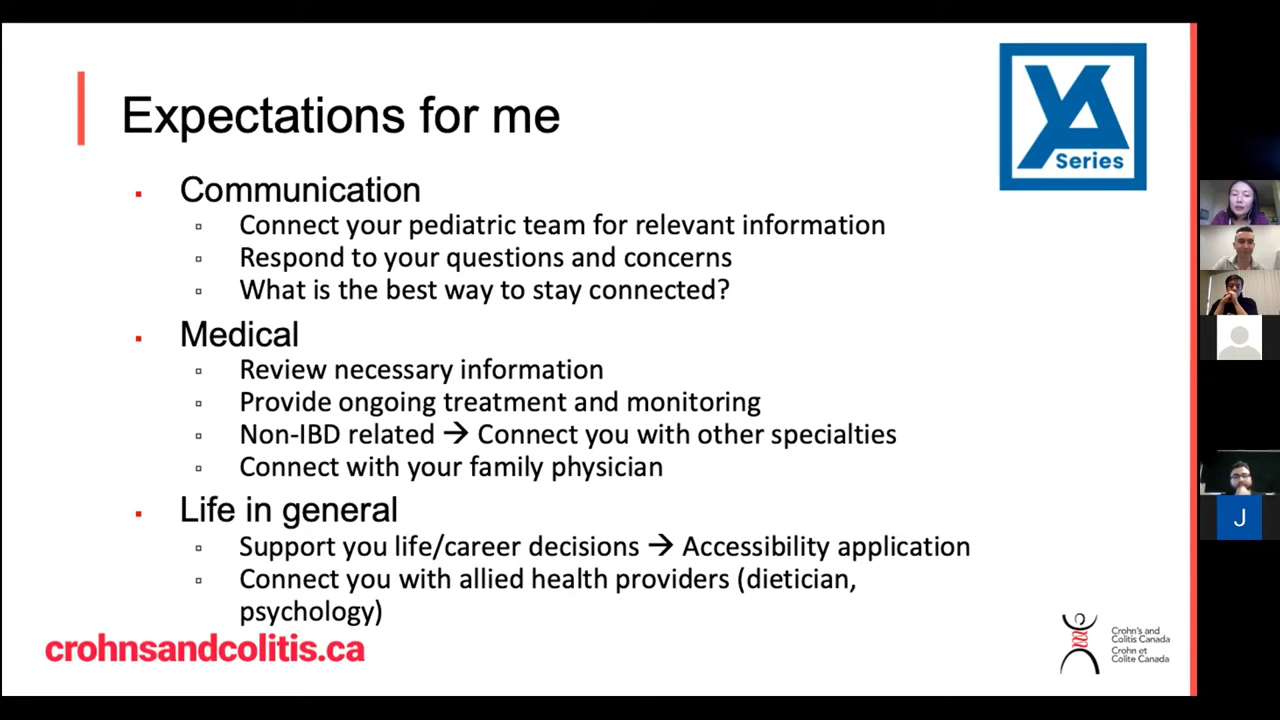 Expectations for me
YA
Series
Communication
Connect your pediatric team for relevant information
Respond to your questions and concerns
What is the best way to stay connected?
Medical
Review necessary information
Provide ongoing treatment and monitoring
Non-IBD related → Connect you with other specialties
Connect with your family physician
Life in general
Support you life/career decisions → Accessibility application
Connect you with allied health providers (dietician,
psychology)
crohnsandcolitis.ca
Crohn's and
Colitis Canada
Crohn et
Colite Canada
J